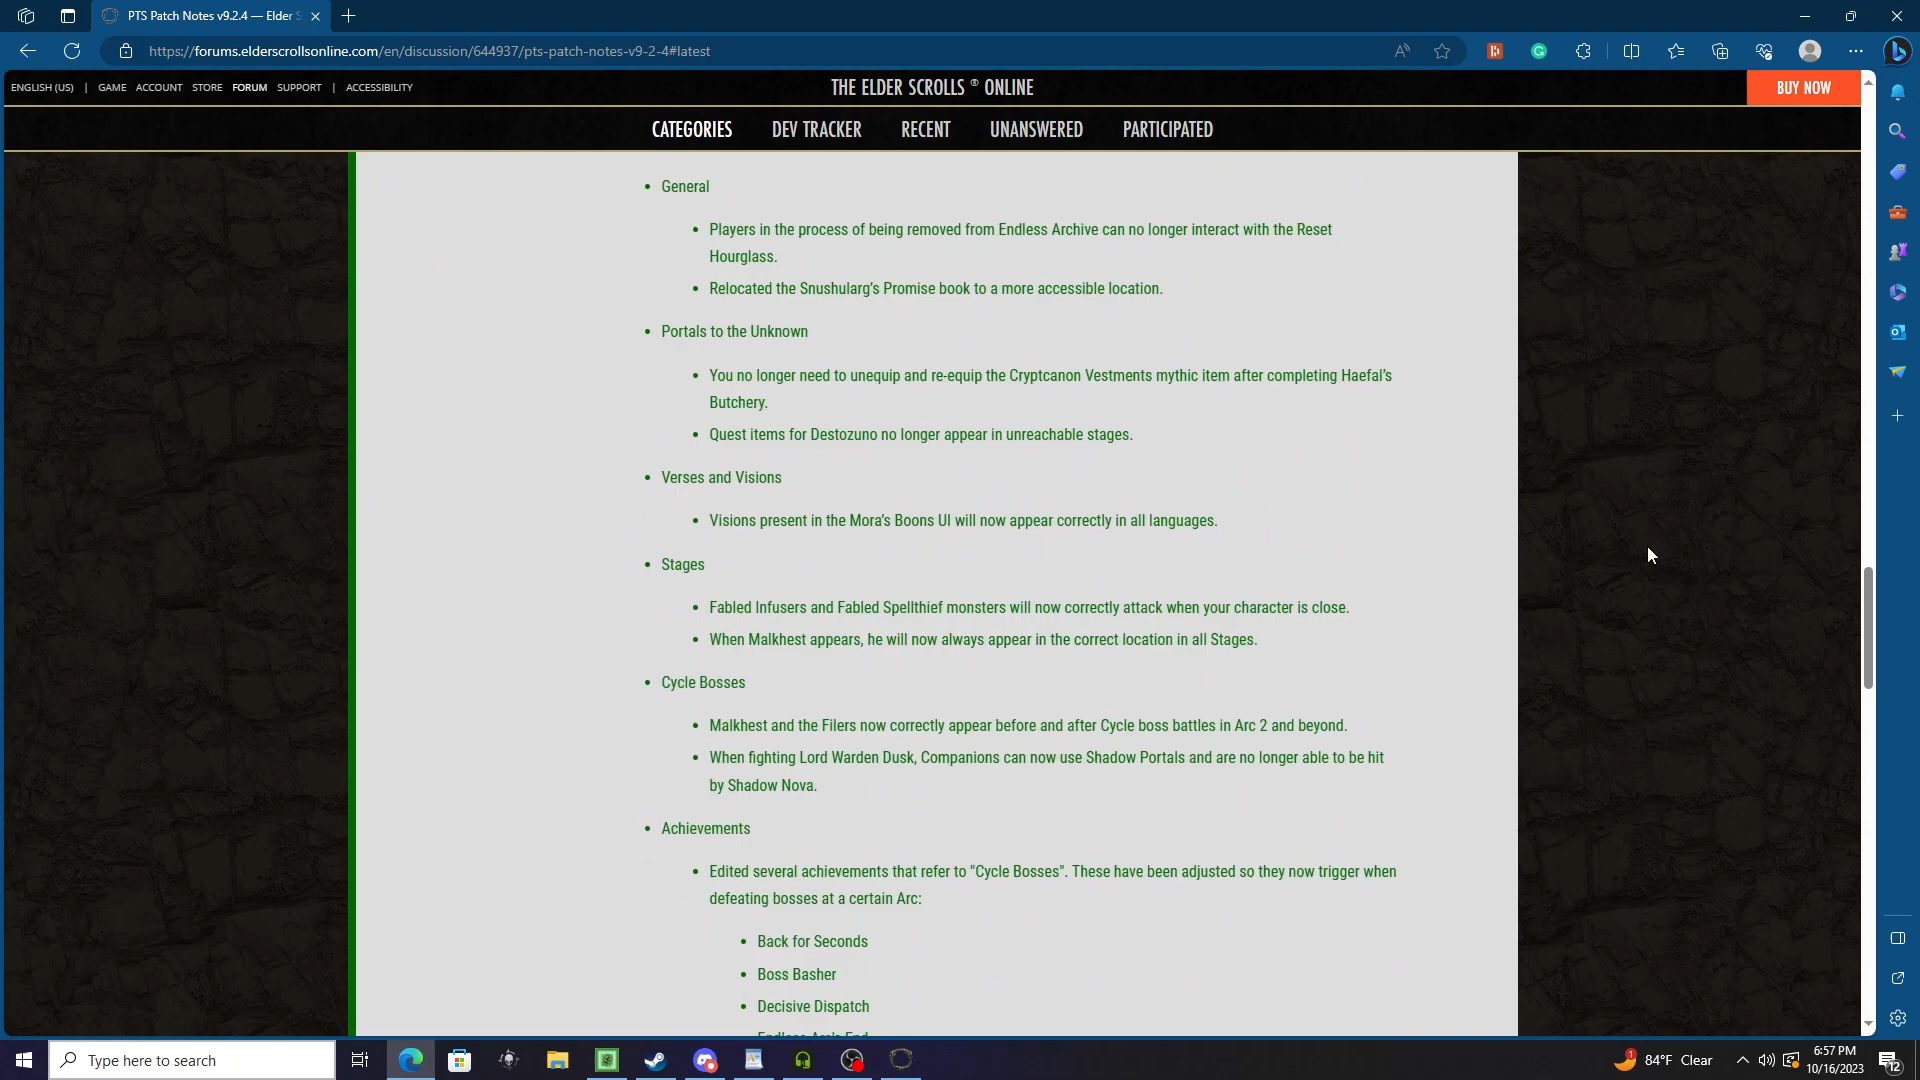 PTS Patch Notes v9.2.4 — Elder S
https://forums.elderscrollsonline.com/en/discussion/644937/pts-patch-notes-v9-2-4#latest
ENGLISH (US) | GAME ACCOUNT STORE FORUM SUPPORT | ACCESSIBILITY
THE ELDER SCROLLS ® ONLINE
BUY NOW
CATEGORIES DEV TRACKER RECENT UNANSWERED PARTICIPATED
• General
• Players in the process of being removed from Endless Archive can no longer interact with the Reset
Hourglass.
• Relocated the Snushularg's Promise book to a more accessible location.
• Portals to the Unknown
• You no longer need to unequip and re-equip the Cryptcanon Vestments mythic item after completing Haefal's
Butchery.
• Quest items for Destozuno no longer appear in unreachable stages.
• Verses and Visions
• Visions present in the Mora's Boons UI will now appear correctly in all languages.
• Stages
• Fabled Infusers and Fabled Spellthief monsters will now correctly attack when your character is close.
• When Malkhest appears, he will now always appear in the correct location in all Stages.
• Cycle Bosses
• Malkhest and the Filers now correctly appear before and after Cycle boss battles in Arc 2 and beyond.
• When fighting Lord Warden Dusk, Companions can now use Shadow Portals and are no longer able to be hit
by Shadow Nova.
• Achievements
• Edited several achievements that refer to "Cycle Bosses". These have been adjusted so they now trigger when
defeating bosses at a certain Arc:
• Back for Seconds
• Boss Basher
• Decisive Dispatch
Endless Arc's End
Type here to search
1
84°F Clear
6:57 PM
10/16/2023
12